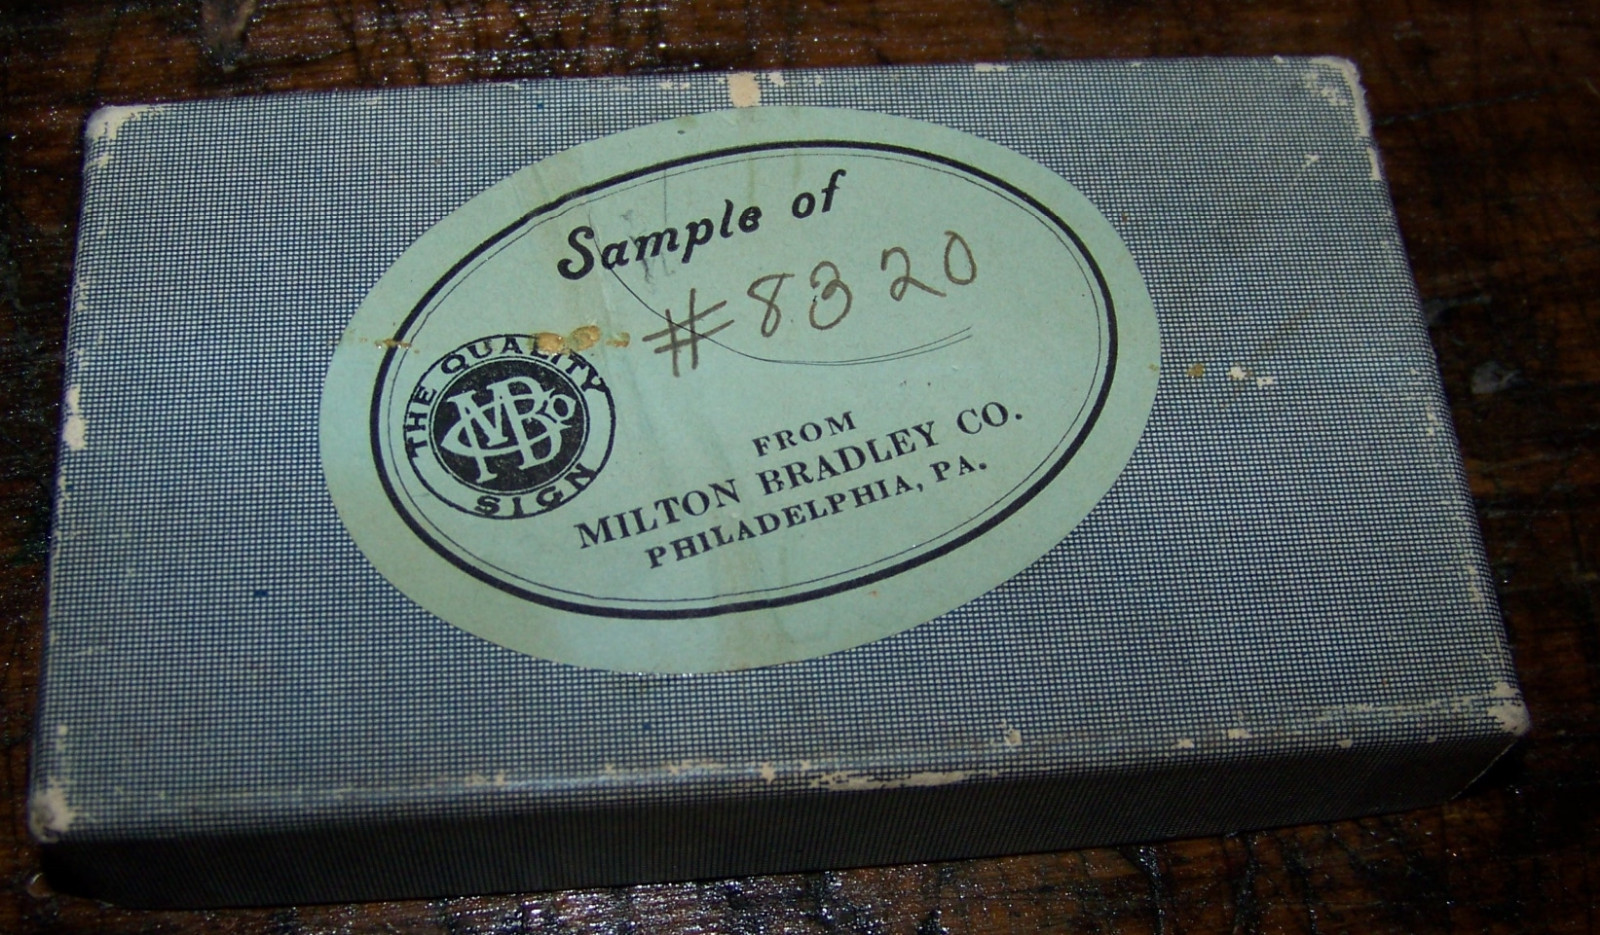 Sample of
#8320
THE QUALITY
MBCo
SIGN
FROM
MILTON BRADLEY CO.
PHILADELPHIA, PA.